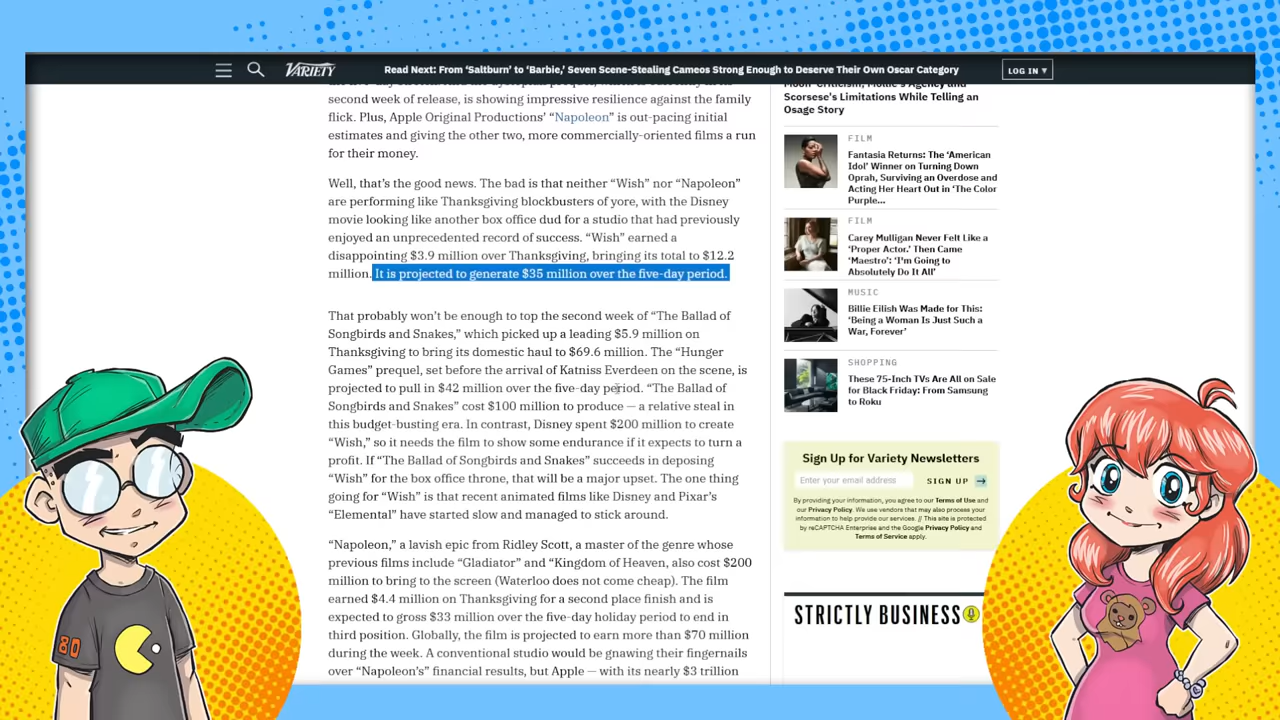 VARIETY
Read Next: From ‘Saltburn’ to ‘Barbie,’ Seven Scene-Stealing Cameos Strong Enough to Deserve Their Own Oscar Category
LOG IN ▾
second week of release, is showing impressive resilience against the family
flick. Plus, Apple Original Productions’ “Napoleon” is out-pacing initial
estimates and giving the other two, more commercially-oriented films a run
for their money.
Well, that’s the good news. The bad is that neither “Wish” nor “Napoleon”
are performing like Thanksgiving blockbusters of yore, with the Disney
movie looking like another box office dud for a studio that had previously
enjoyed an unprecedented record of success. “Wish” earned a
disappointing $3.9 million over Thanksgiving, bringing its total to $12.2
million. It is projected to generate $35 million over the five-day period.
That probably won’t be enough to top the second week of “The Ballad of
Songbirds and Snakes,” which picked up a leading $5.9 million on
Thanksgiving to bring its domestic haul to $69.6 million. The “Hunger
Games” prequel, set before the arrival of Katniss Everdeen on the scene, is
projected to pull in $42 million over the five-day period. “The Ballad of
Songbirds and Snakes” cost $100 million to produce — a relative steal in
this budget-busting era. In contrast, Disney spent $200 million to create
“Wish,” so it needs the film to show some endurance if it expects to turn a
profit. If “The Ballad of Songbirds and Snakes” succeeds in deposing
“Wish” for the box office throne, that will be a major upset. The one thing
going for “Wish” is that recent animated films like Disney and Pixar’s
“Elemental” have started slow and managed to stick around.
“Napoleon,” a lavish epic from Ridley Scott, a master of the genre whose
previous films include “Gladiator” and “Kingdom of Heaven, also cost $200
million to bring to the screen (Waterloo does not come cheap). The film
earned $4.4 million on Thanksgiving for a second place finish and is
expected to gross $33 million over the five-day holiday period to end in
third position. Globally, the film is projected to earn more than $70 million
during the week. A conventional studio would be gnawing their fingernails
over “Napoleon’s” financial results, but Apple — with its nearly $3 trillion
Moon’ Criticism, Mollie’s Agency and
Scorsese’s Limitations While Telling an
Osage Story
FILM
Fantasia Returns: The ‘American
Idol’ Winner on Turning Down
Oprah, Surviving an Overdose and
Acting Her Heart Out in ‘The Color
Purple...
FILM
Carey Mulligan Never Felt Like a
‘Proper Actor.’ Then Came
‘Maestro’: ‘I’m Going to
Absolutely Do It All’
MUSIC
Billie Eilish Was Made for This:
‘Being a Woman Is Just Such a
War, Forever’
SHOPPING
These 75-Inch TVs Are All on Sale
for Black Friday: From Samsung
to Roku
Sign Up for Variety Newsletters
Enter your email address
SIGN UP →
By providing your information, you agree to our Terms of Use and
our Privacy Policy. We use vendors that may also process your
information to help provide our services. // This site is protected
by reCAPTCHA Enterprise and the Google Privacy Policy and
Terms of Service apply.
STRICTLY BUSINESS
80